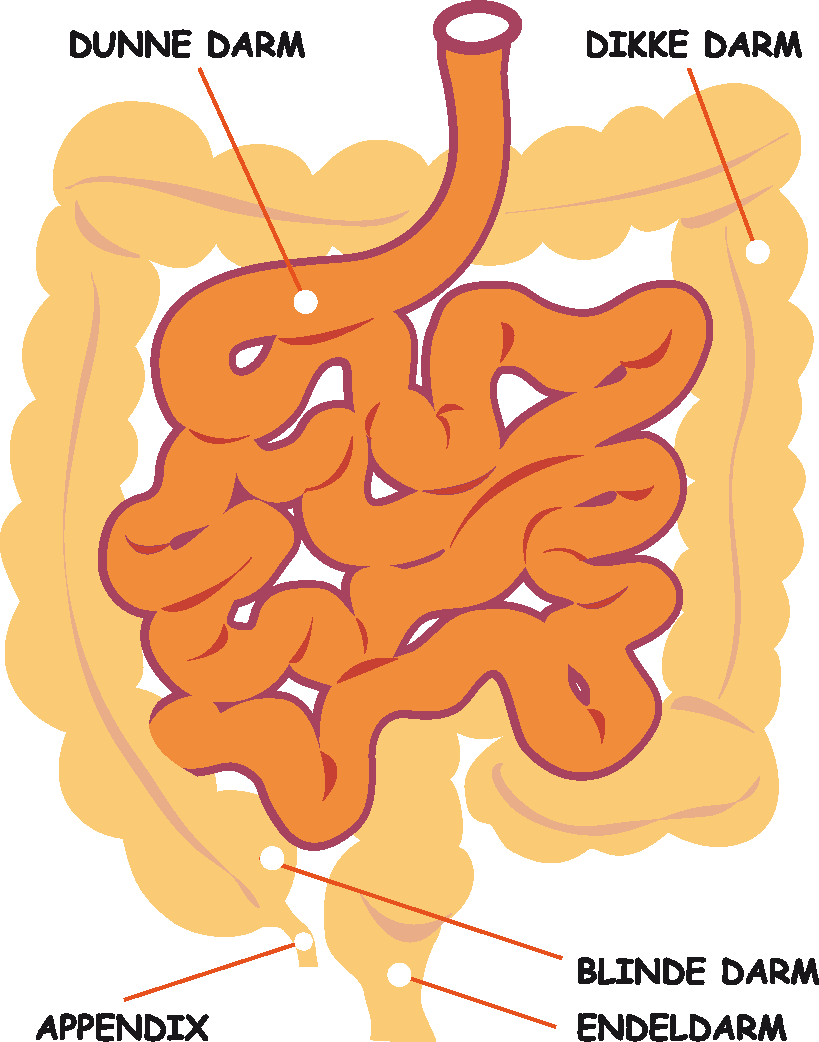 DUNNE DARM
DIKKE DARM
BLINDE DARM
APPENDIX
ENDELDARM